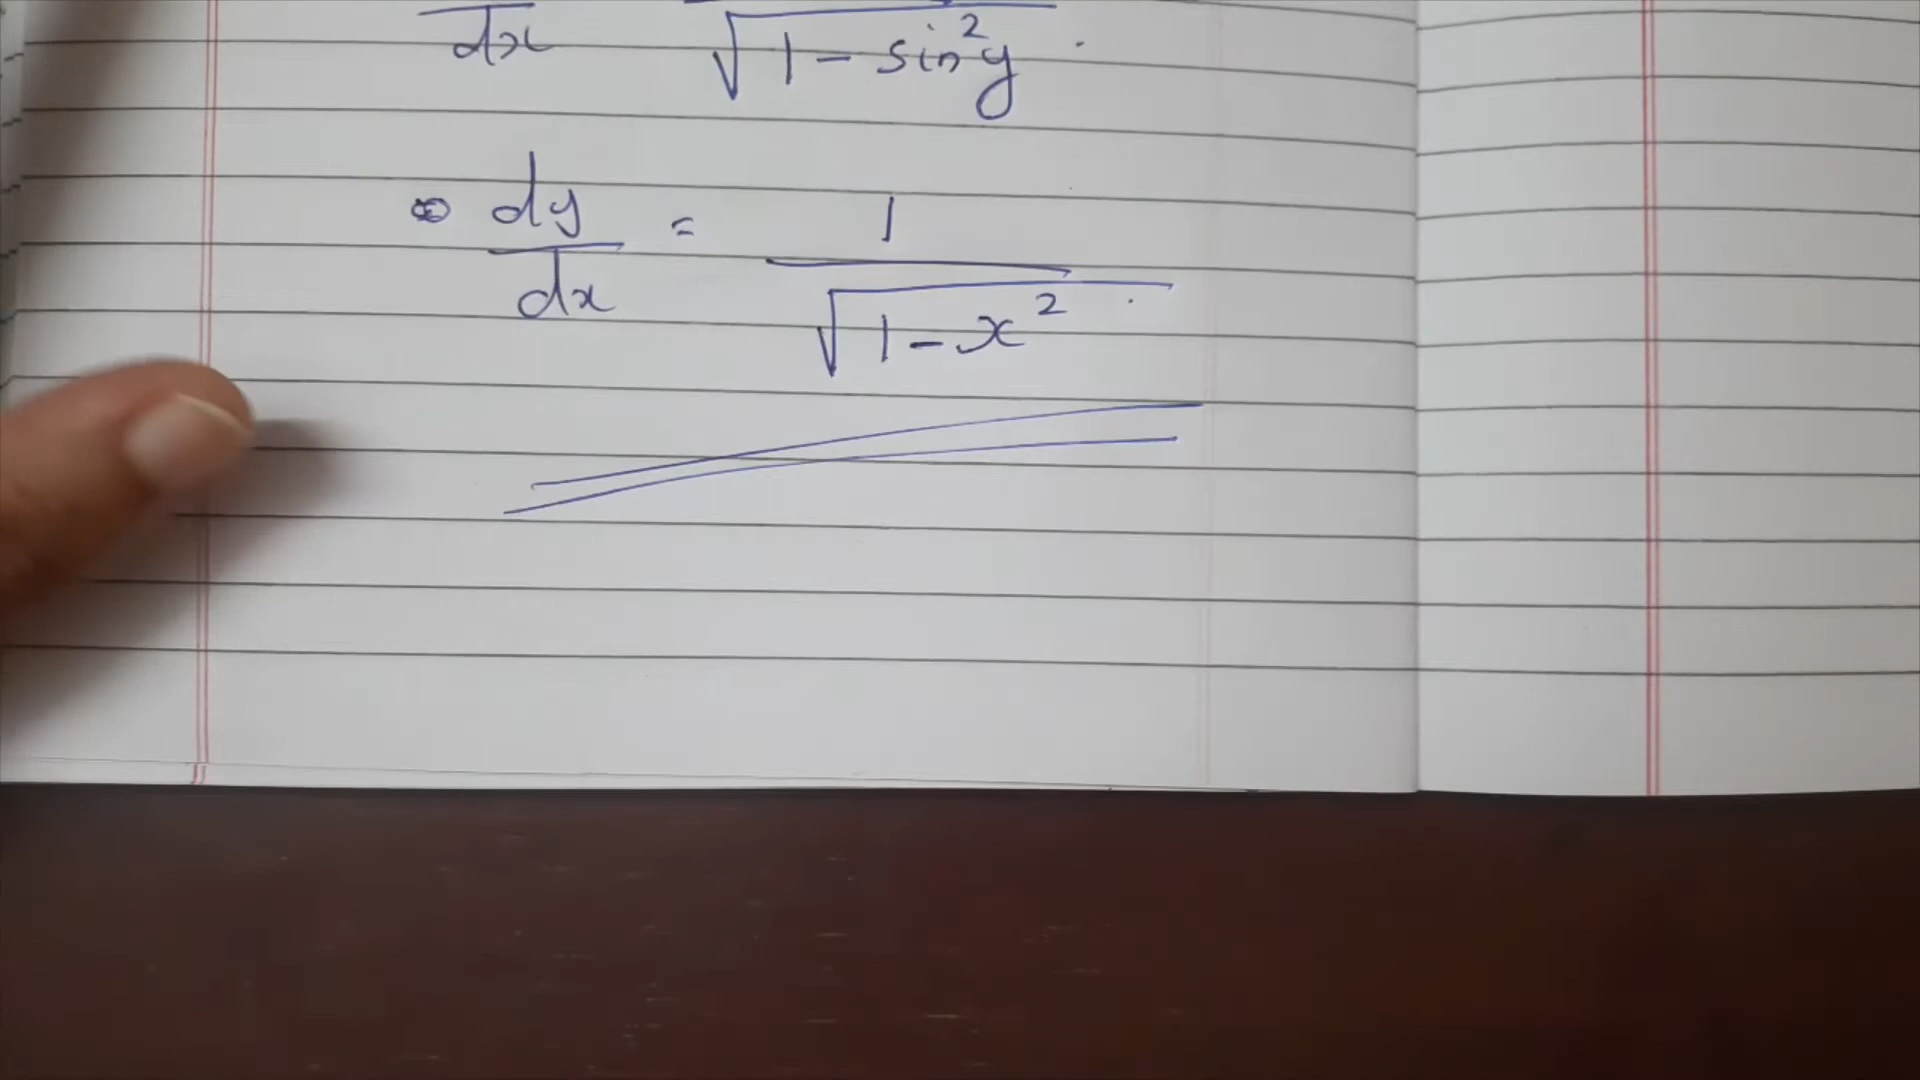 dx √1 - sin²y
dy = 1
dx √1 - x²